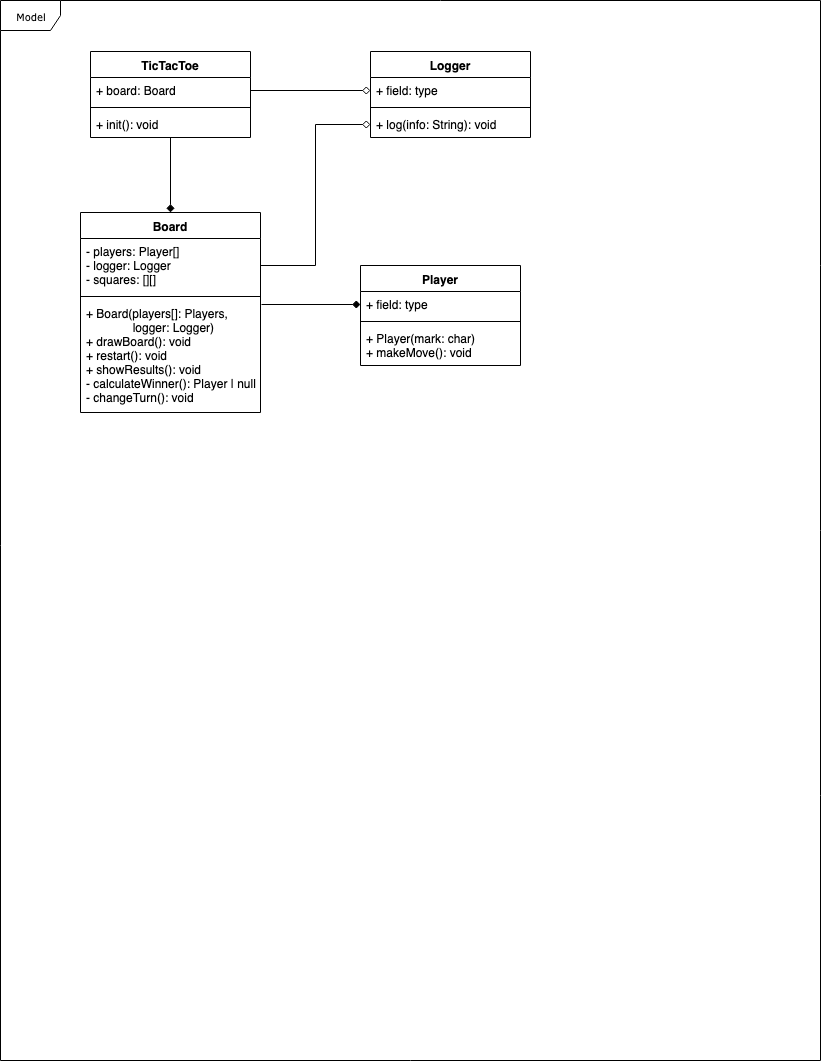 Model
TicTacToe
+ board: Board
+ init(): void
Logger
+ field: type
+ log(info: String): void
Board
- players: Player[]
- logger: Logger
- squares: [][]
+ Board(players[]: Players,
logger: Logger)
+ drawBoard(): void
+ restart(): void
+ showResults(): void
- calculateWinner(): Player | null
- changeTurn(): void
Player
+ field: type
+ Player(mark: char)
+ makeMove(): void